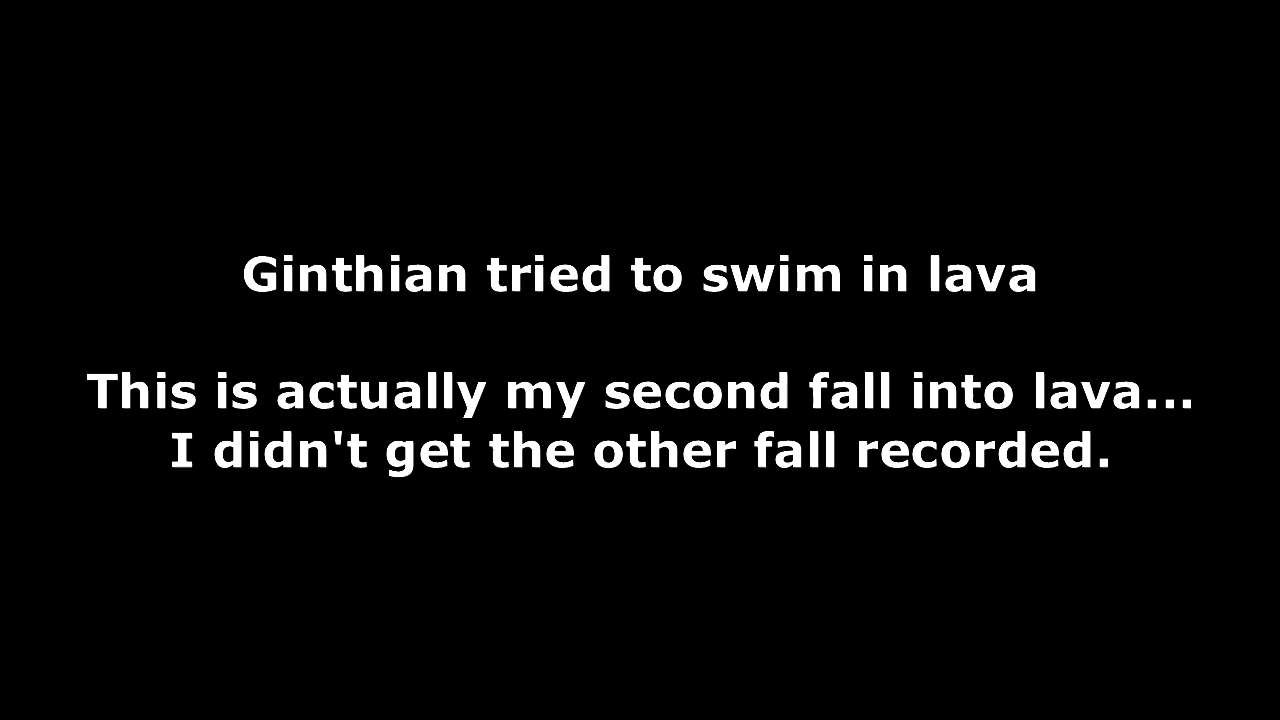 Ginthian tried to swim in lava
This is actually my second fall into lava...
I didn't get the other fall recorded.